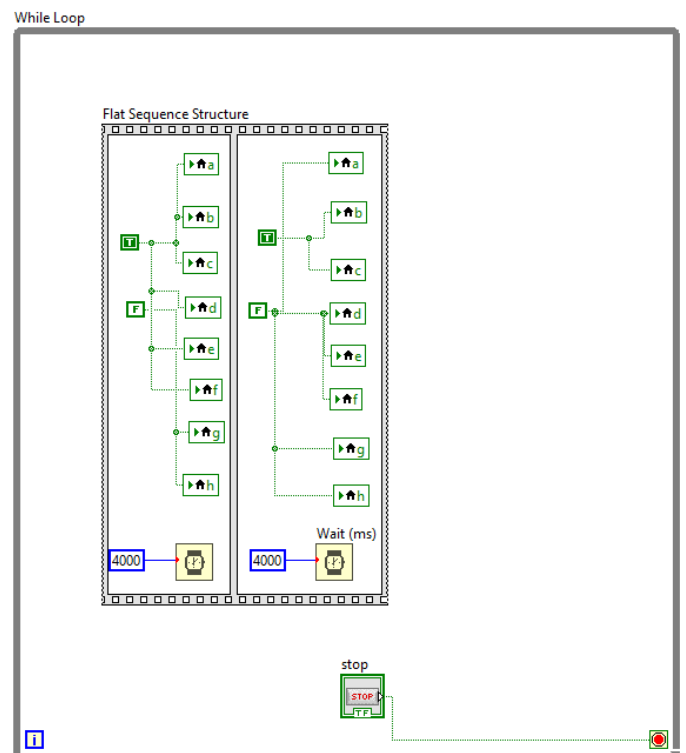 While Loop
Flat Sequence Structure
a
a
b
b
T
T
c
c
d
d
F
F
e
e
f
f
g
g
h
h
Wait (ms)
4000
4000
stop
STOP
TF
i